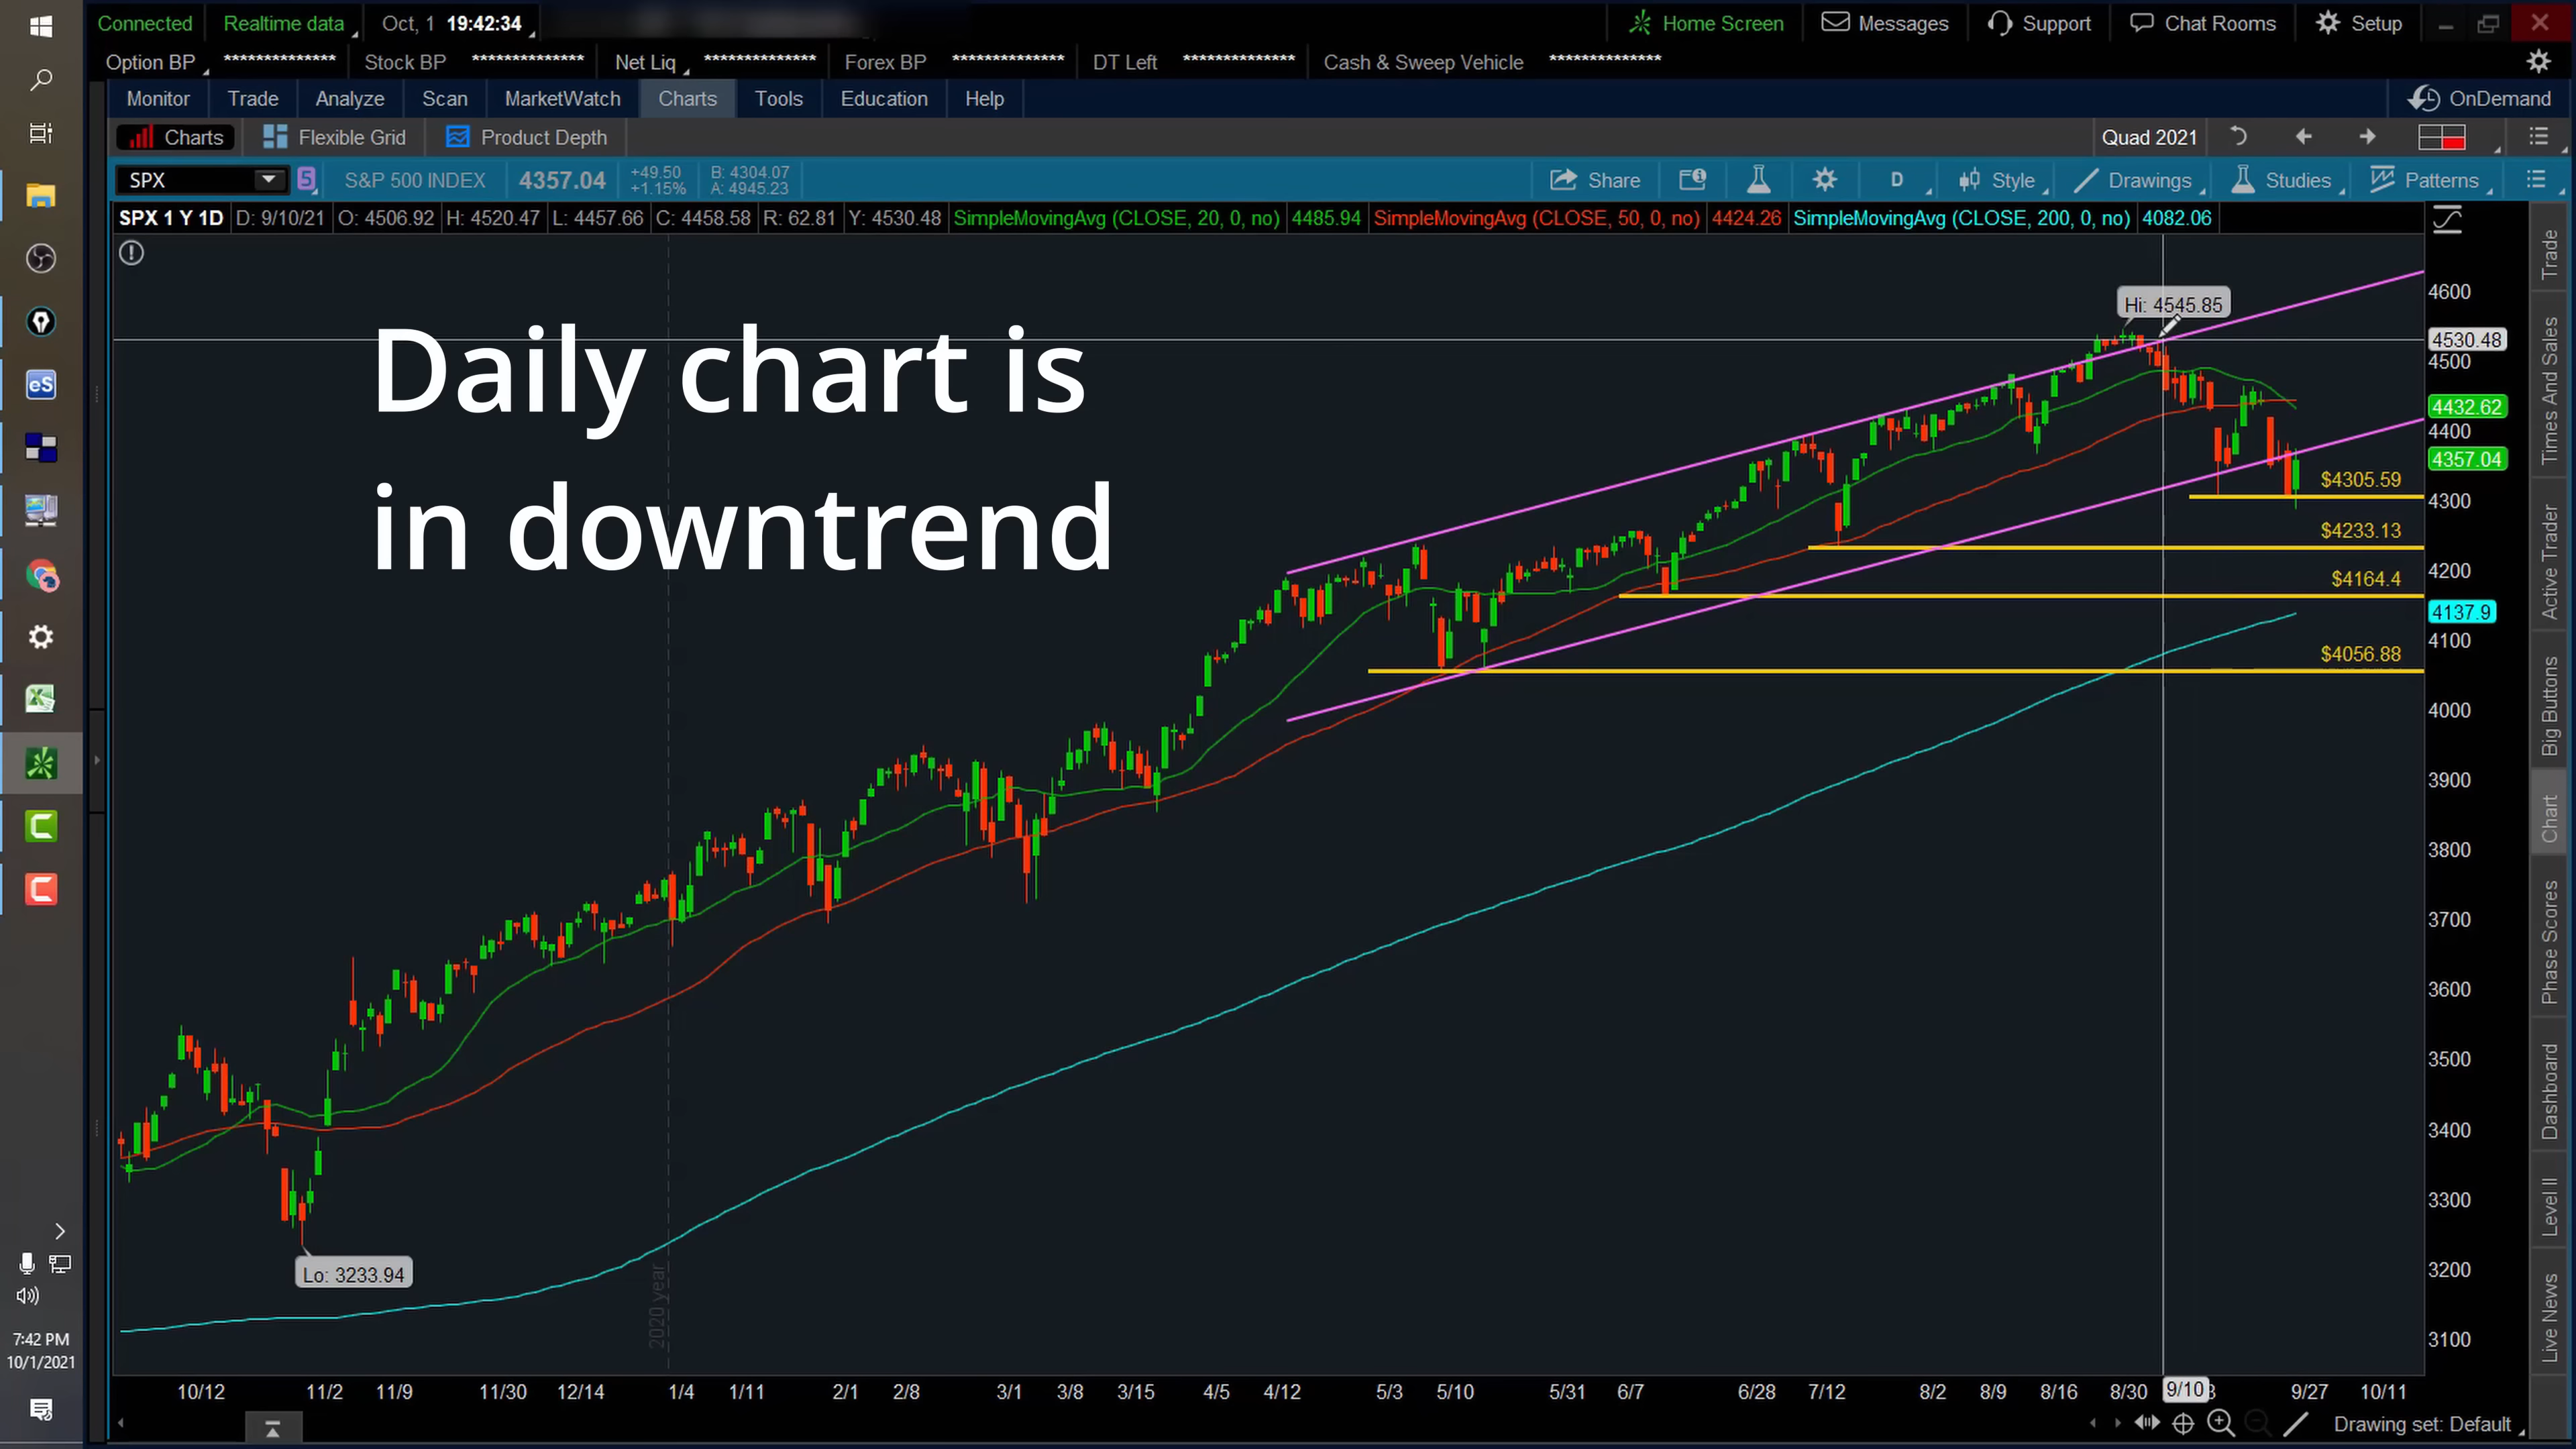 Connected Realtime data Oct, 1 19:42:34 Home Screen Messages Support Chat Rooms Setup
Option BP ************** Stock BP ************** Net Liq ************** Forex BP ************** DT Left ************** Cash & Sweep Vehicle **************
Monitor Trade Analyze Scan MarketWatch Charts Tools Education Help OnDemand
Charts Flexible Grid Product Depth Quad 2021
SPX 5 S&P 500 INDEX 4357.04 +49.50 +1.15% B: 4304.07 A: 4945.23 Share D Style Drawings Studies Patterns
SPX 1 Y 1D D: 9/10/21 O: 4506.92 H: 4520.47 L: 4457.66 C: 4458.58 R: 62.81 Y: 4530.48 SimpleMovingAvg (CLOSE, 20, 0, no) 4485.94 SimpleMovingAvg (CLOSE, 50, 0, no) 4424.26 SimpleMovingAvg (CLOSE, 200, 0, no) 4082.06
Daily chart is
in downtrend
Hi: 4545.85
Lo: 3233.94
$4305.59
$4233.13
$4164.4
$4056.88
4600
4530.48
4500
4432.62
4400
4357.04
4300
4200
4137.9
4100
4000
3900
3800
3700
3600
3500
3400
3300
3200
3100
2020 year
10/12 11/2 11/9 11/30 12/14 1/4 1/11 2/1 2/8 3/1 3/8 3/15 4/5 4/12 5/3 5/10 5/31 6/7 6/28 7/12 8/2 8/9 8/16 8/30 9/10 9/27 10/11
Drawing set: Default
Trade
Times And Sales
Active Trader
Big Buttons
Chart
Phase Scores
Dashboard
Level II
Live News
eS
7:42 PM
10/1/2021